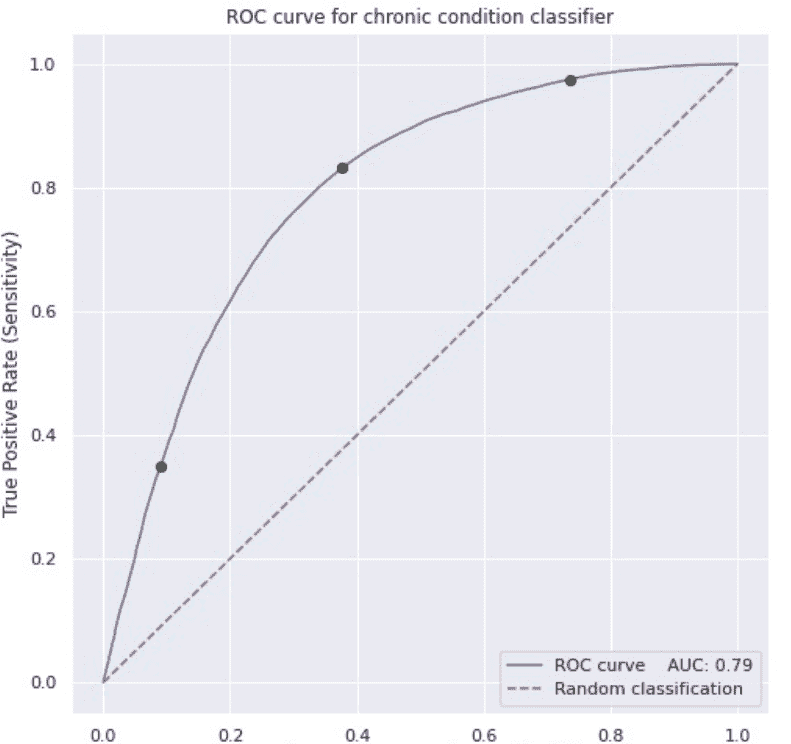 ROC curve for chronic condition classifier
True Positive Rate (Sensitivity)
1.0
0.8
0.6
0.4
0.2
0.0
ROC curve AUC: 0.79
Random classification
0.0 0.2 0.4 0.6 0.8 1.0